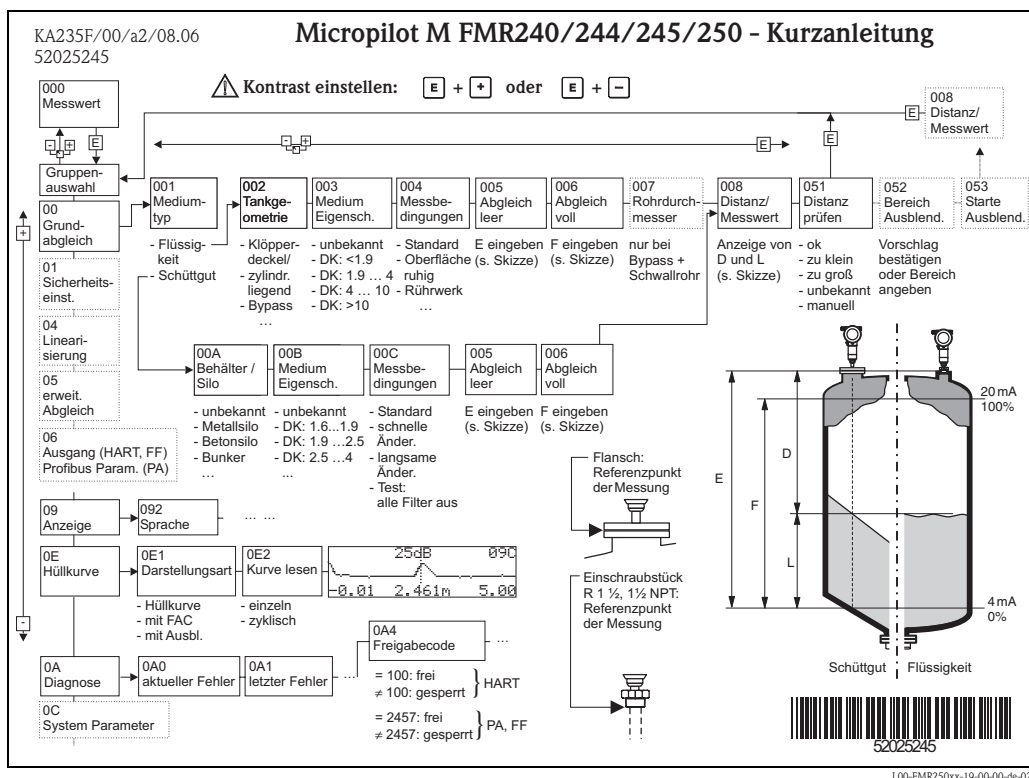 KA235F/00/a2/08.06
52025245
Micropilot M FMR240/244/245/250 - Kurzanleitung
Kontrast einstellen: E + + oder E + -
000
Messwert
008
Distanz/
Messwert
- + E
- + E
E
E
Gruppen-
auswahl
00
Grund-
abgleich
001
Medium-
typ
- Flüssig-
keit
- Schüttgut
002
Tankge-
ometrie
- Klöpper-
deckel/
- zylindr.
liegend
- Bypass
...
003
Medium
Eigensch.
- unbekannt
- DK: <1.9
- DK: 1.9 ... 4
- DK: 4 ... 10
- DK: >10
004
Messbe-
dingungen
- Standard
- Oberfläche
ruhig
- Rührwerk
...
005
Abgleich
leer
E eingeben
(s. Skizze)
006
Abgleich
voll
F eingeben
(s. Skizze)
007
Rohrdurch-
messer
nur bei
Bypass +
Schwallrohr
008
Distanz/
Messwert
Anzeige von
D und L
(s. Skizze)
051
Distanz
prüfen
- ok
- zu klein
- zu groß
- unbekannt
- manuell
052
Bereich
Ausblend.
Vorschlag
bestätigen
oder Bereich
angeben
053
Starte
Ausblend.
+
-
01
Sicherheits-
einst.
04
Lineari-
sierung
05
erweit.
Abgleich
06
Ausgang (HART, FF)
Profibus Param. (PA)
00A
Behälter /
Silo
- unbekannt
- Metallsilo
- Betonsilo
- Bunker
...
00B
Medium
Eigensch.
- unbekannt
- DK: 1.6...1.9
- DK: 1.9 ...2.5
- DK: 2.5 ...4
...
00C
Messbe-
dingungen
- Standard
- schnelle
Änder.
- langsame
Änder.
- Test:
alle Filter aus
005
Abgleich
leer
E eingeben
(s. Skizze)
006
Abgleich
voll
F eingeben
(s. Skizze)
09
Anzeige
092
Sprache
... ...
0E
Hüllkurve
0E1
Darstellungsart
- Hüllkurve
- mit FAC
- mit Ausbl.
0E2
Kurve lesen
- einzeln
- zyklisch
25dB 09C
-0.01 2.461m 5.00
0A
Diagnose
0A0
aktueller Fehler
0A1
letzter Fehler
...
0A4
Freigabecode
...
= 100: frei
≠ 100: gesperrt
HART
= 2457: frei
≠ 2457: gesperrt
PA, FF
0C
System Parameter
Flansch:
Referenzpunkt
der Messung
Einschraubstück
R 1 ½, 1½ NPT:
Referenzpunkt
der Messung
20 mA
100%
D
E
F
L
4 mA
0%
Schüttgut
Flüssigkeit
52025245
L00-FMR250xx-19-00-00-de-02